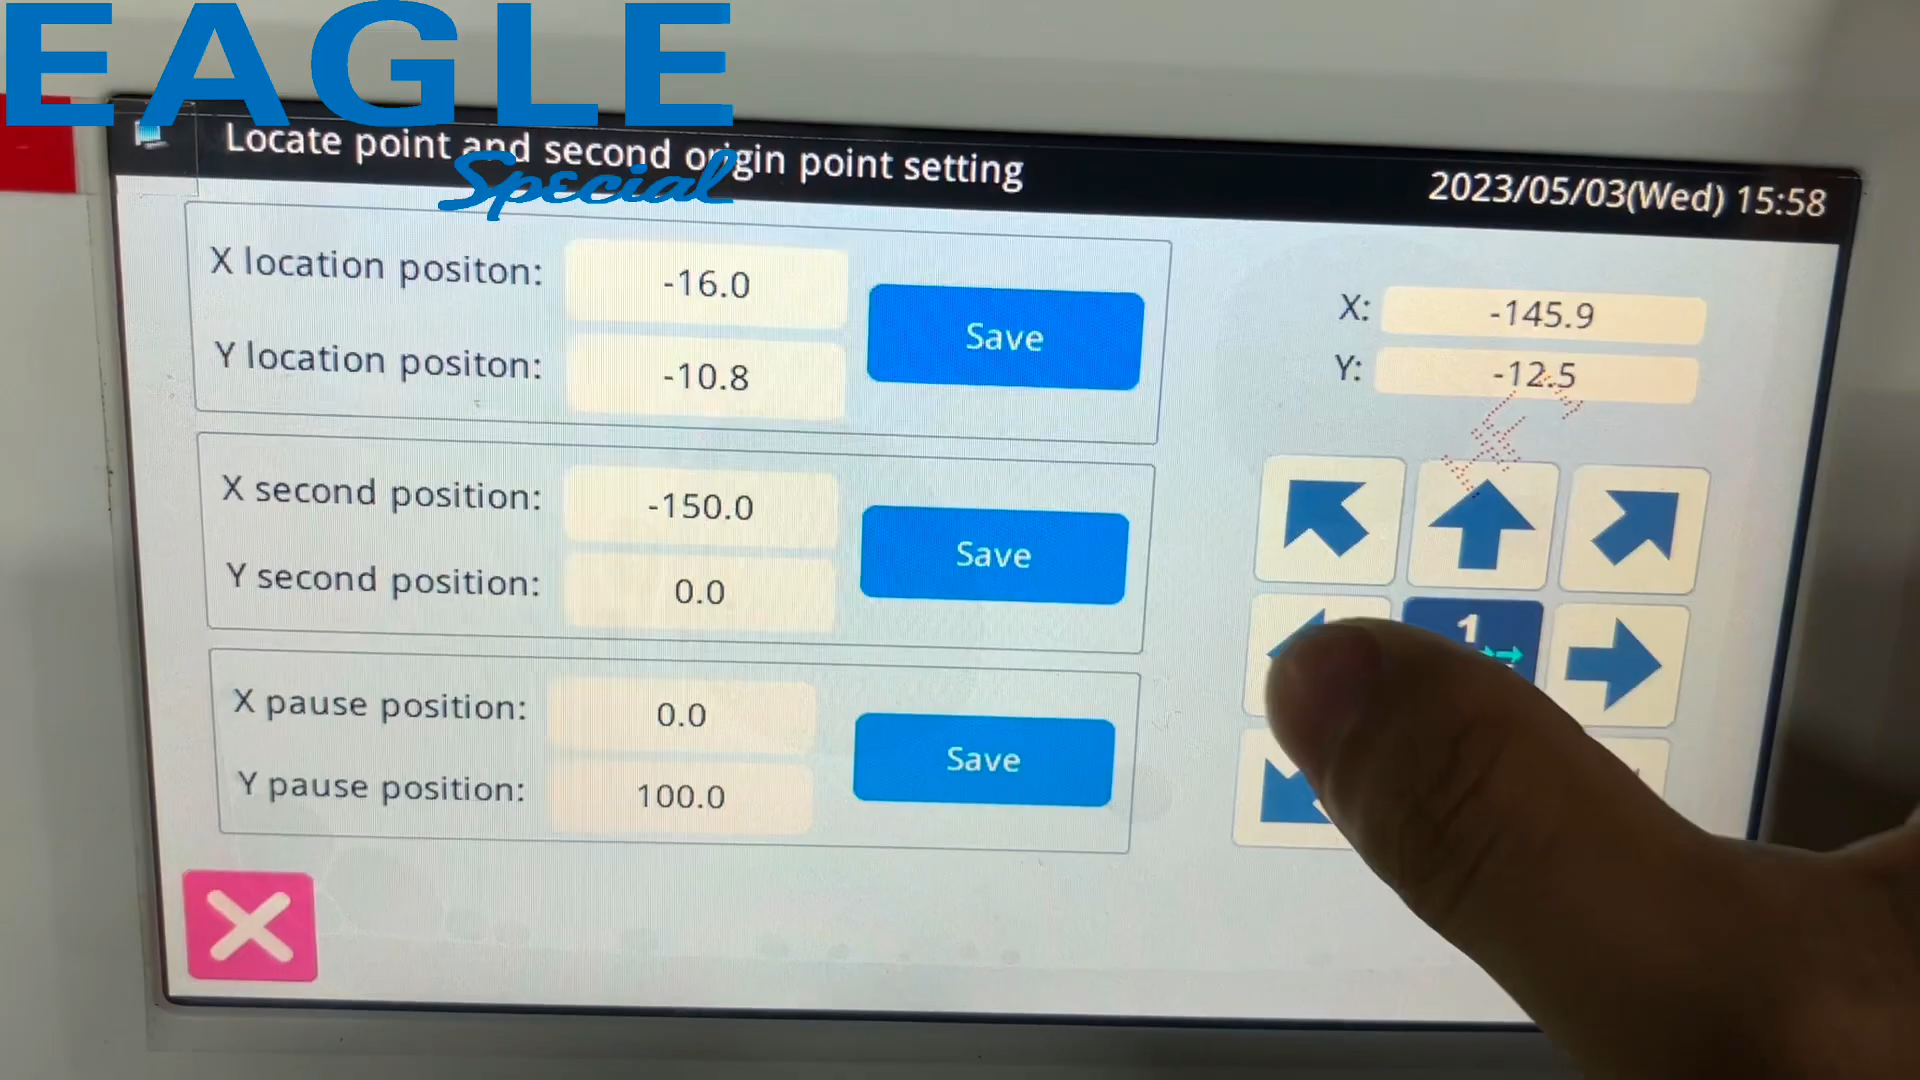 EAGLE
Special
Locate point and second origin point setting
2023/05/03(Wed) 15:58
X location positon:
-16.0
Y location positon:
-10.8
Save
X second position:
-150.0
Y second position:
0.0
Save
X pause position:
0.0
Y pause position:
100.0
Save
X:
-145.9
Y:
-12.5
1